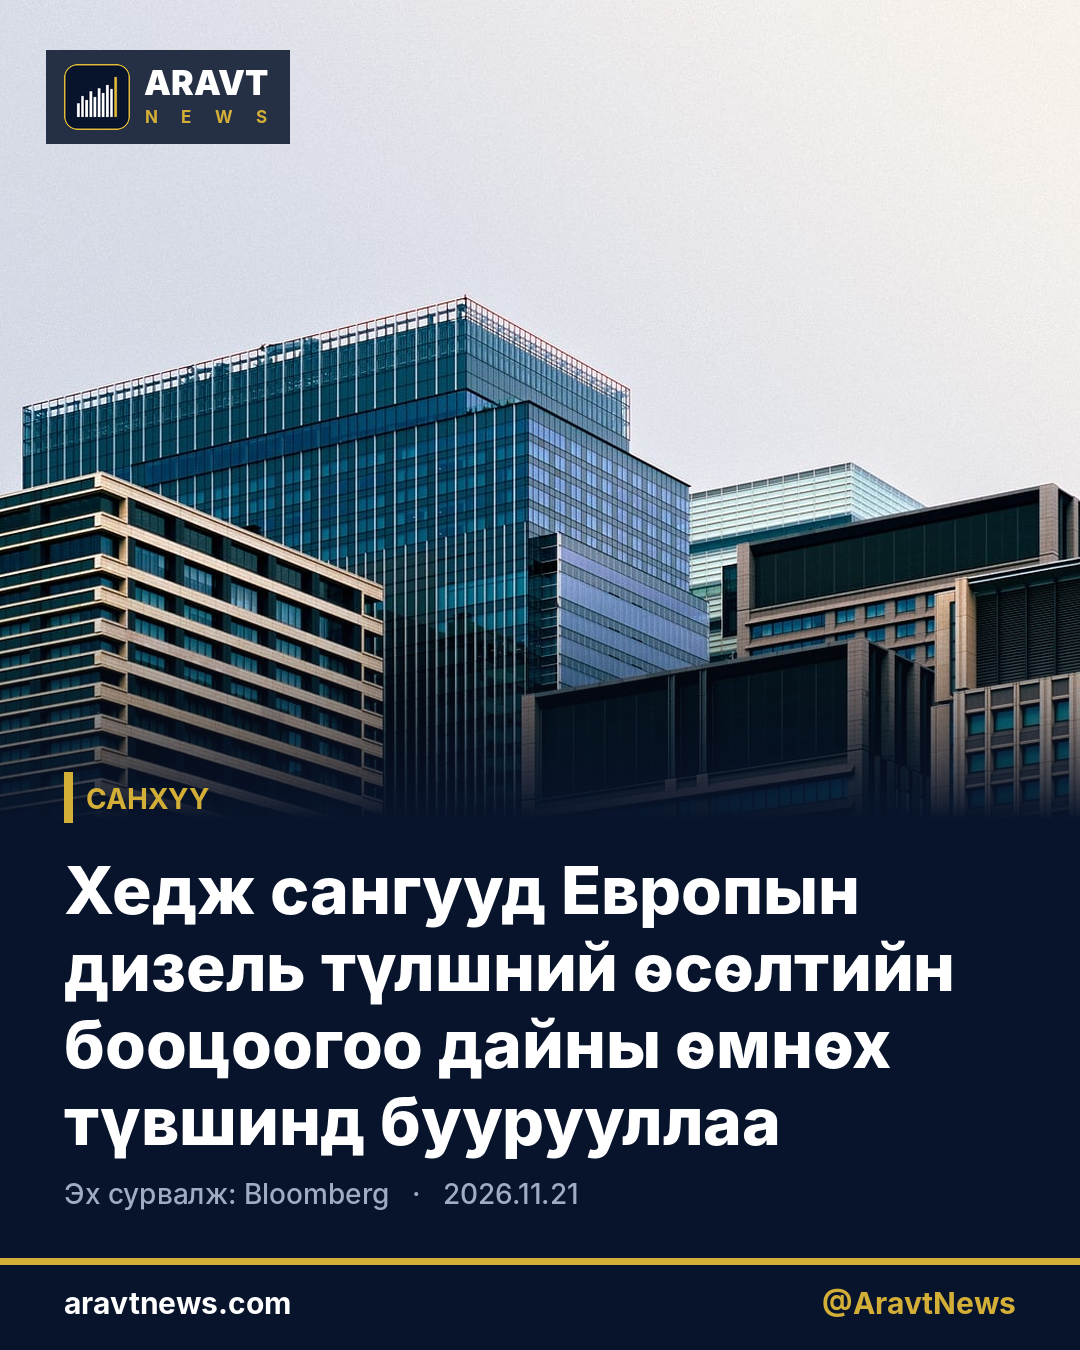 ARAVT
NEWS
САНХҮҮ
Хедж сангууд Европын
дизель түлшний өсөлтийн
бооцоогоо дайны өмнөх
түвшинд буурууллаа
Эх сурвалж: Bloomberg · 2026.11.21
aravtnews.com
@AravtNews